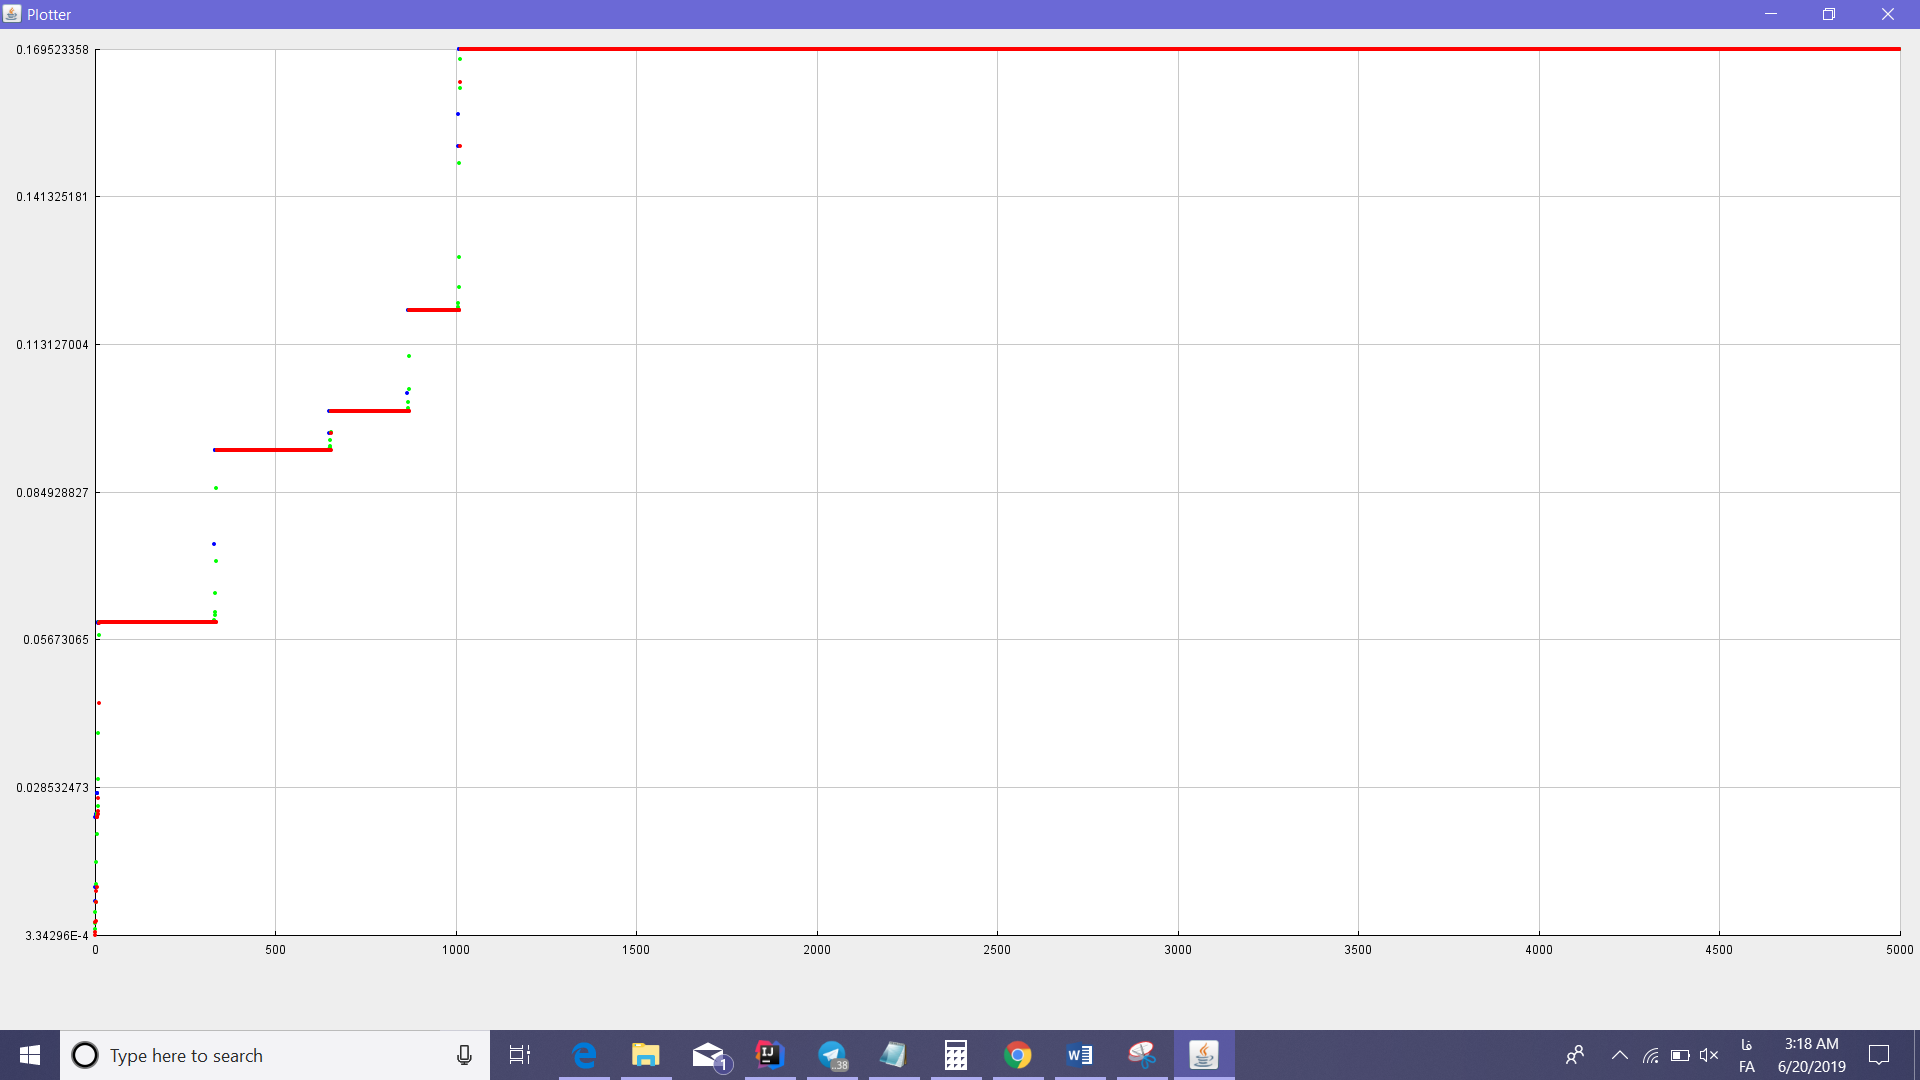 Plotter
0.169523358
0.141325181
0.113127004
0.084928827
0.05673065
0.028532473
3.34296E-4
0 500 1000 1500 2000 2500 3000 3500 4000 4500 5000
Type here to search
1
IJ
..38
W
فا
FA
3:18 AM
6/20/2019